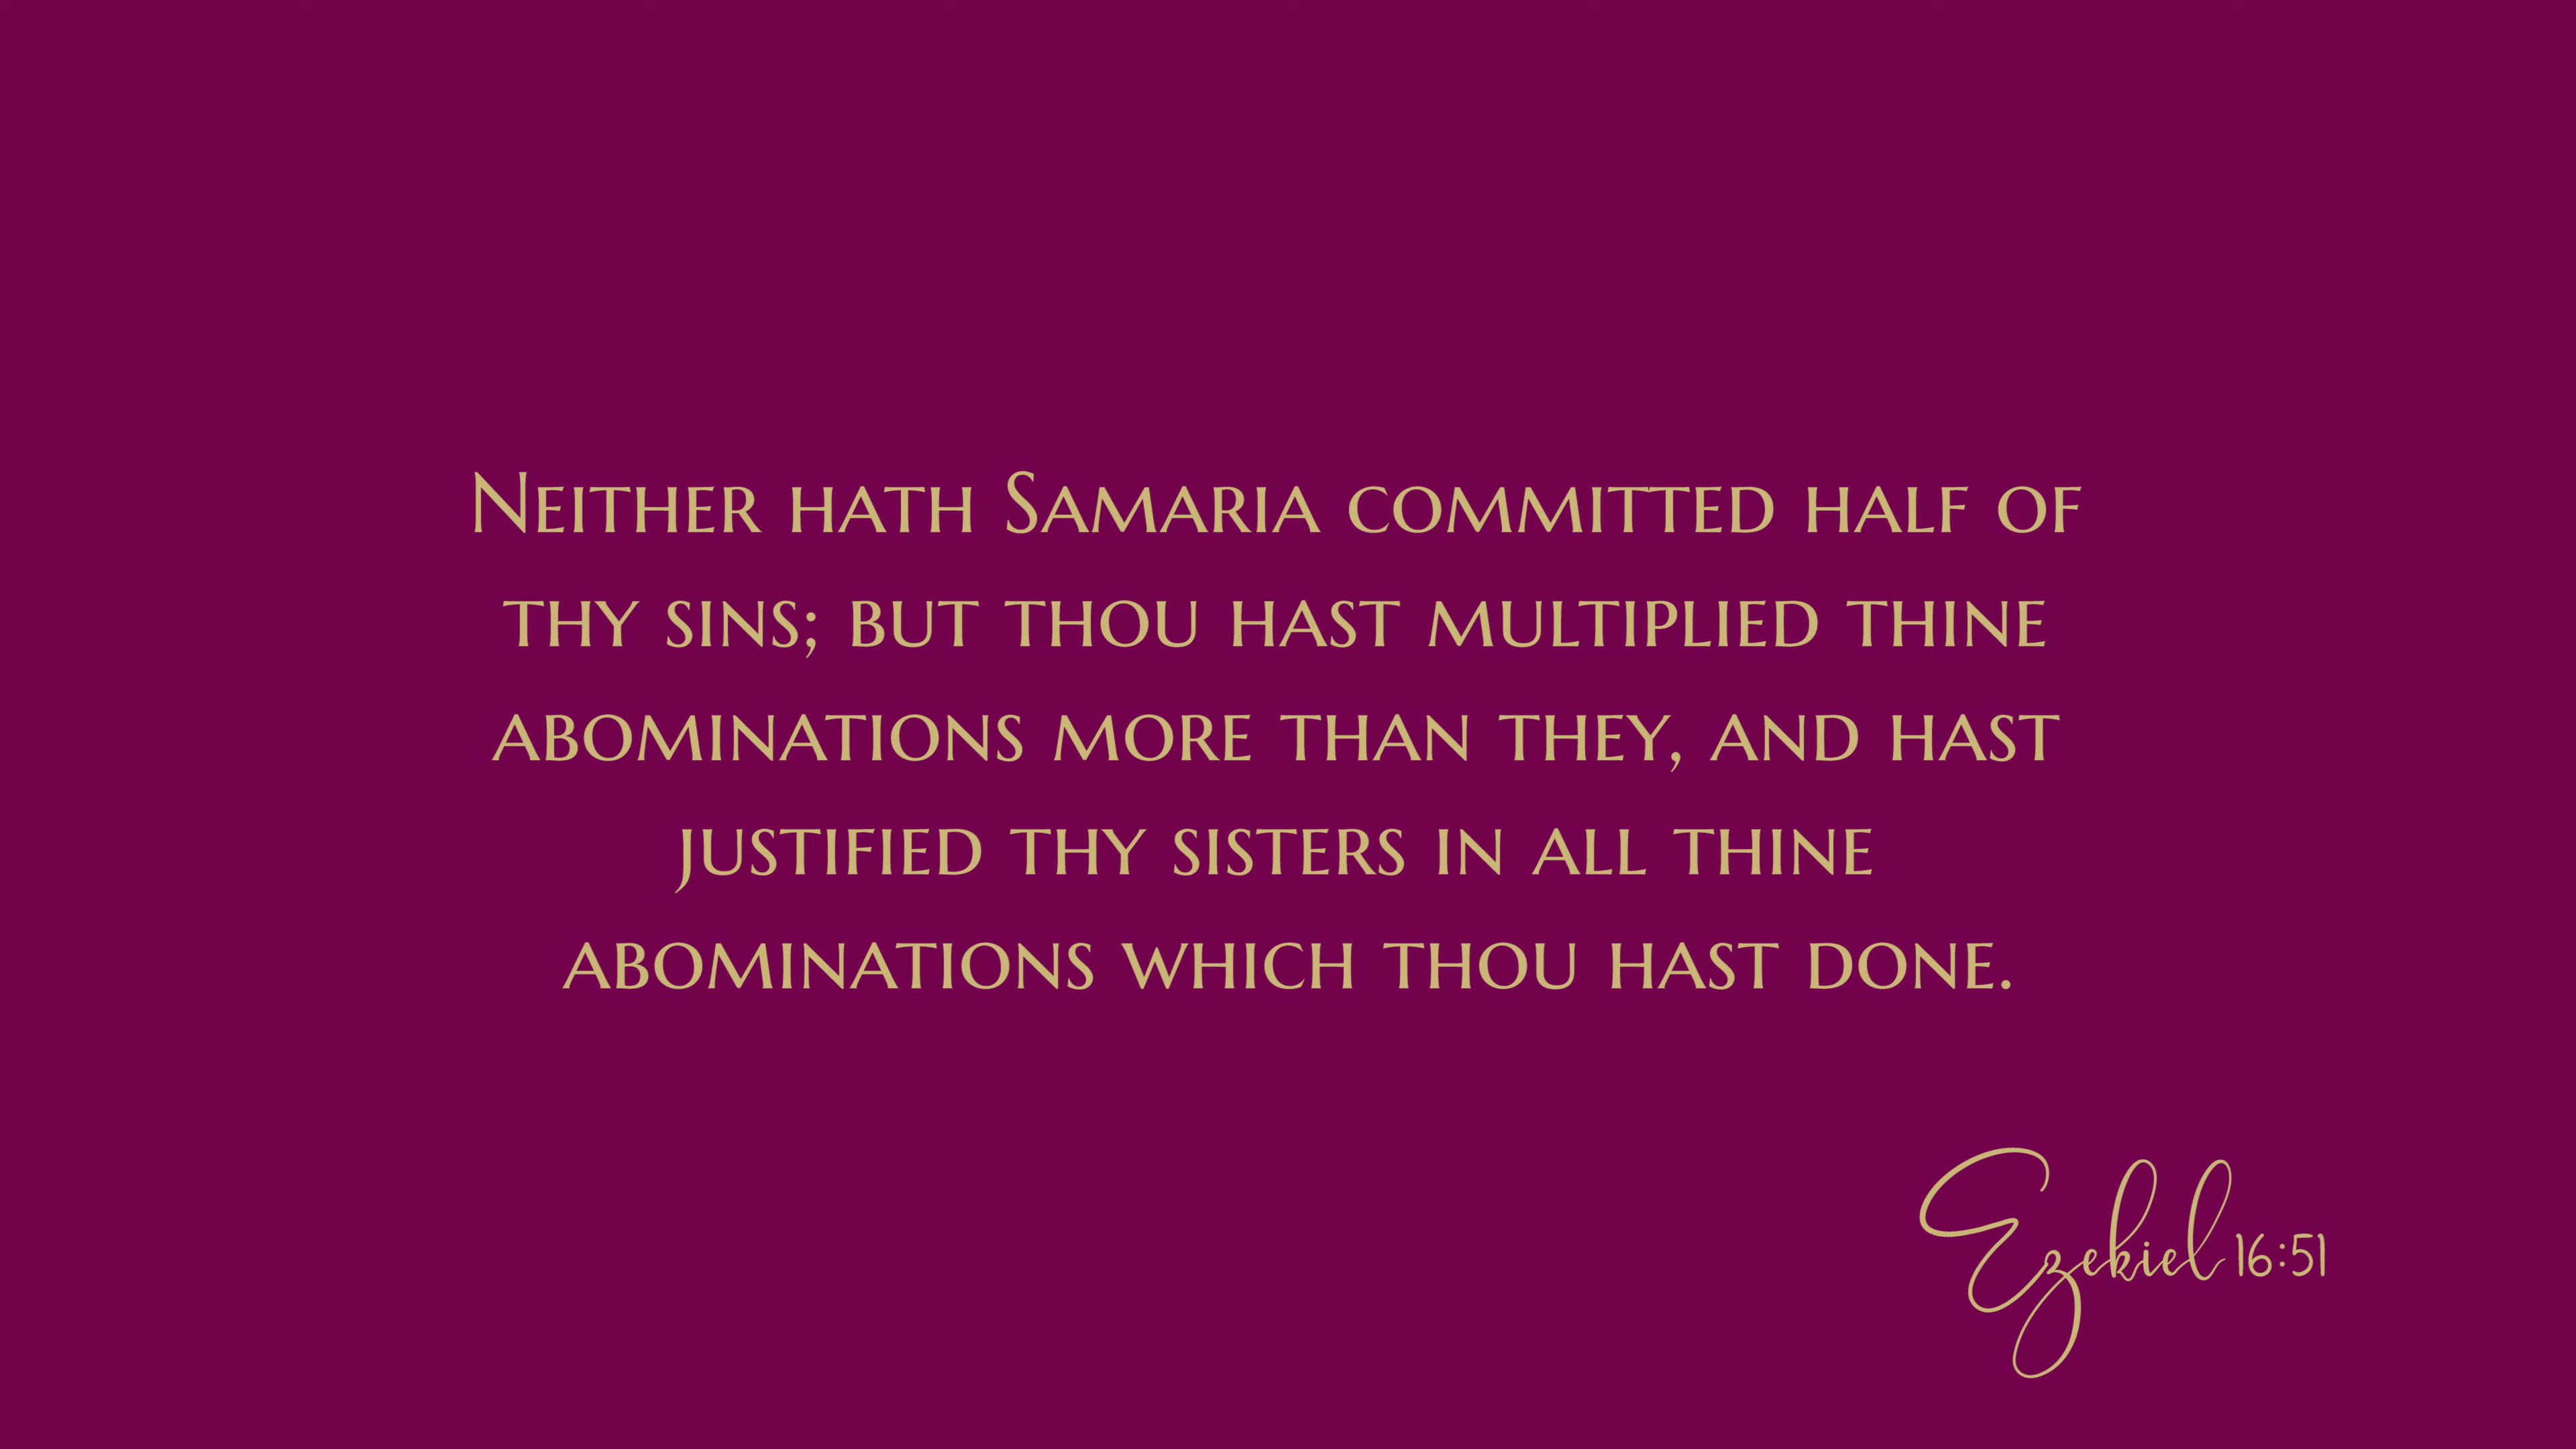 Neither hath Samaria committed half of
thy sins; but thou hast multiplied thine
abominations more than they, and hast
justified thy sisters in all thine
abominations which thou hast done.
Ezekiel 16:51